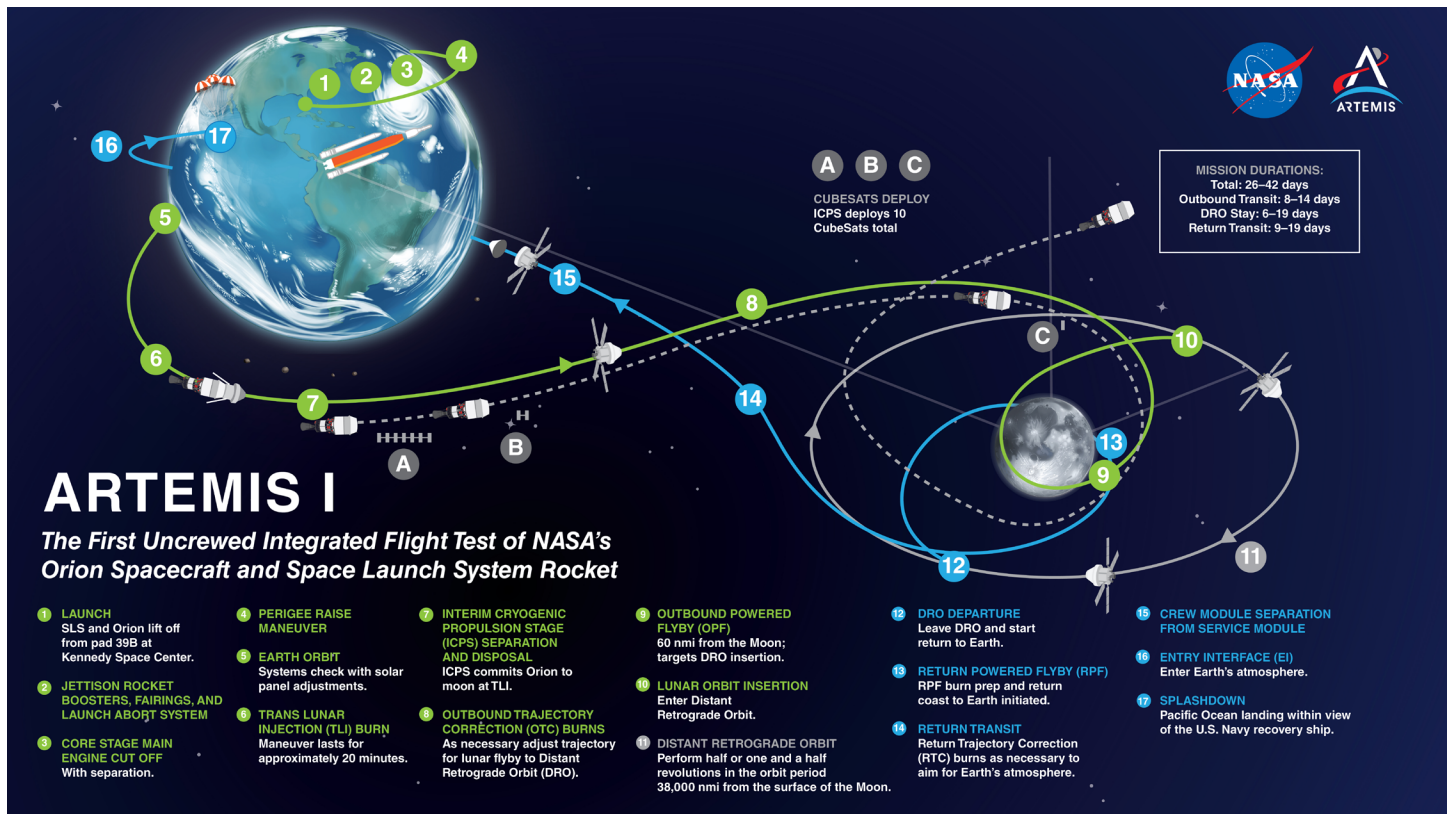 1
2
3
4
16
17
5
6
7
8
15
14
A
B
A B C
CUBESATS DEPLOY
ICPS deploys 10
CubeSats total
NASA
ARTEMIS
MISSION DURATIONS:
Total: 26–42 days
Outbound Transit: 8–14 days
DRO Stay: 6–19 days
Return Transit: 9–19 days
C
10
13
9
12
11
ARTEMIS I
The First Uncrewed Integrated Flight Test of NASA's
Orion Spacecraft and Space Launch System Rocket
1 LAUNCH
SLS and Orion lift off
from pad 39B at
Kennedy Space Center.
2 JETTISON ROCKET
BOOSTERS, FAIRINGS, AND
LAUNCH ABORT SYSTEM
3 CORE STAGE MAIN
ENGINE CUT OFF
With separation.
4 PERIGEE RAISE
MANEUVER
5 EARTH ORBIT
Systems check with solar
panel adjustments.
6 TRANS LUNAR
INJECTION (TLI) BURN
Maneuver lasts for
approximately 20 minutes.
7 INTERIM CRYOGENIC
PROPULSION STAGE
(ICPS) SEPARATION
AND DISPOSAL
ICPS commits Orion to
moon at TLI.
8 OUTBOUND TRAJECTORY
CORRECTION (OTC) BURNS
As necessary adjust trajectory
for lunar flyby to Distant
Retrograde Orbit (DRO).
9 OUTBOUND POWERED
FLYBY (OPF)
60 nmi from the Moon;
targets DRO insertion.
10 LUNAR ORBIT INSERTION
Enter Distant
Retrograde Orbit.
11 DISTANT RETROGRADE ORBIT
Perform half or one and a half
revolutions in the orbit period
38,000 nmi from the surface of the Moon.
12 DRO DEPARTURE
Leave DRO and start
return to Earth.
13 RETURN POWERED FLYBY (RPF)
RPF burn prep and return
coast to Earth initiated.
14 RETURN TRANSIT
Return Trajectory Correction
(RTC) burns as necessary to
aim for Earth's atmosphere.
15 CREW MODULE SEPARATION
FROM SERVICE MODULE
16 ENTRY INTERFACE (EI)
Enter Earth's atmosphere.
17 SPLASHDOWN
Pacific Ocean landing within view
of the U.S. Navy recovery ship.